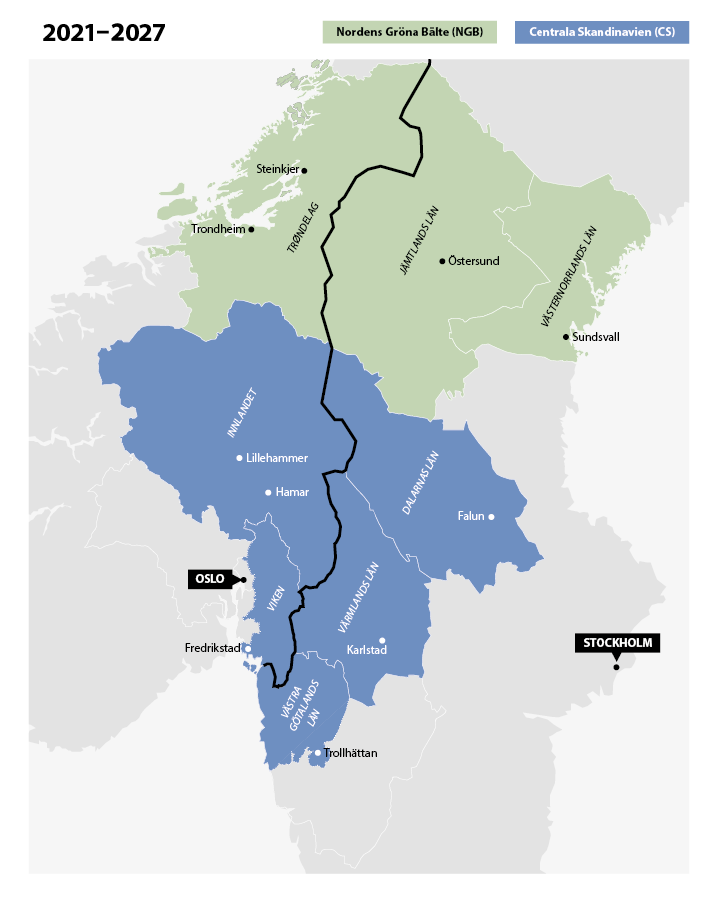 2021–2027
Nordens Gröna Bälte (NGB)
Centrala Skandinavien (CS)
Steinkjer
TRØNDELAG
Trondheim
JÄMTLANDS LÄN
Östersund
VÄSTERNORRLANDS LÄN
Sundsvall
INNLANDET
Lillehammer
Hamar
DALARNAS LÄN
Falun
OSLO
VIKEN
VÄRMLANDS LÄN
Fredrikstad
Karlstad
STOCKHOLM
VÄSTRA
GÖTALANDS
LÄN
Trollhättan